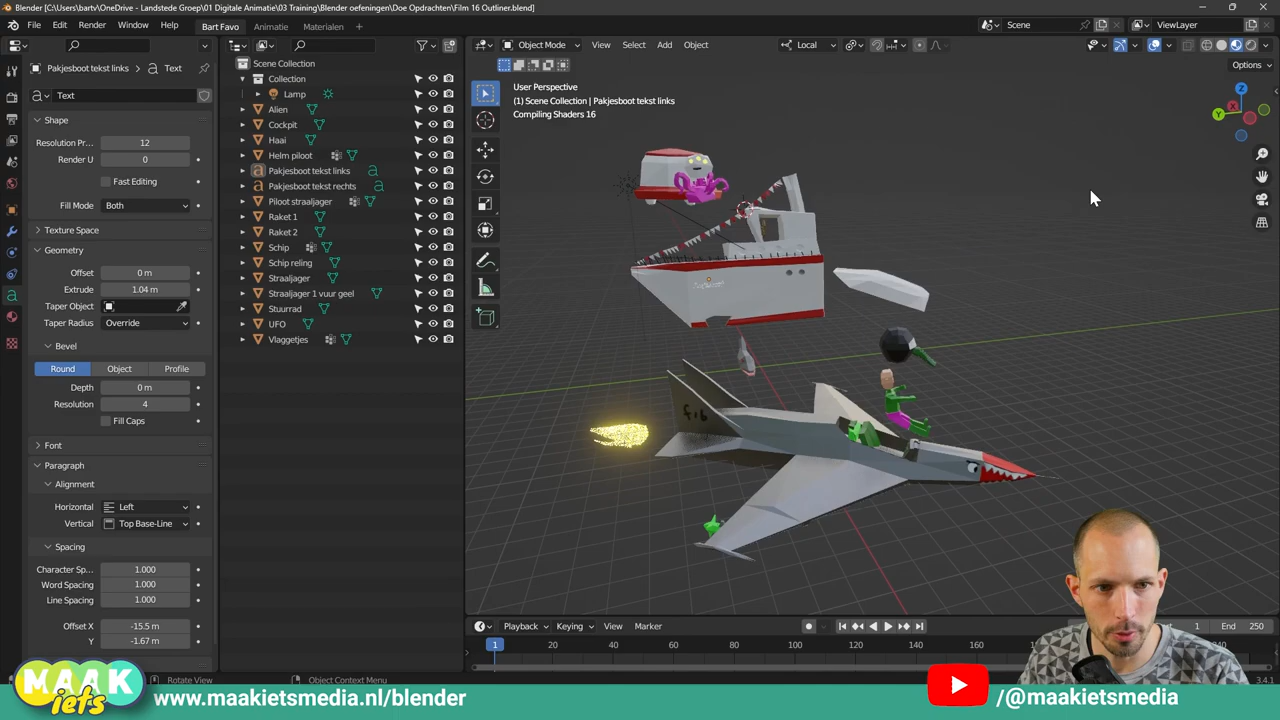 Blender [C:\Users\bartv\OneDrive - Landstede Groep\01 Digitale Animatie\03 Training\Blender oefeningen\Doe Opdrachten\Film 16 Outliner.blend]
File Edit Render Window Help Bart Favo Animatie Materialen Scene ViewLayer
Object Mode View Select Add Object Local
Options
Pakjesboot tekst links Text
Text
Shape
Resolution Pr... 12
Render U 0
Fast Editing
Fill Mode Both
Texture Space
Geometry
Offset 0 m
Extrude 1.04 m
Taper Object
Taper Radius Override
Bevel
Round Object Profile
Depth 0 m
Resolution 4
Fill Caps
Font
Paragraph
Alignment
Horizontal Left
Vertical Top Base-Line
Spacing
Character Sp... 1.000
Word Spacing 1.000
Line Spacing 1.000
Offset X -15.5 m
Y -1.67 m
Scene Collection
Collection
Lamp
Alien
Cockpit
Haai
Helm piloot
Pakjesboot tekst links
Pakjesboot tekst rechts
Piloot straaljager
Raket 1
Raket 2
Schip
Schip reling
Straaljager
Straaljager 1 vuur geel
Stuurrad
UFO
Vlaggetjes
User Perspective
(1) Scene Collection | Pakjesboot tekst links
Compiling Shaders 16
Z
Y
X
f16
Playback Keying View Marker
1 End 250
1 20 40 60 80 100 120 140 160 180
Rotate View Object Context Menu 3.4.1
MAAK
iets
www.maakietsmedia.nl/blender
/@maakietsmedia